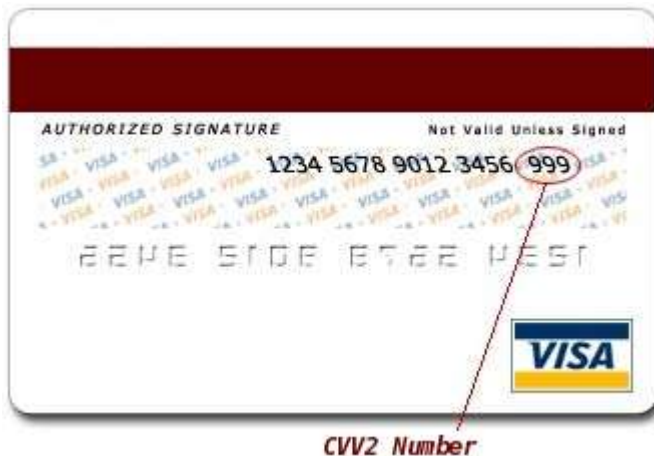 AUTHORIZED SIGNATURE Not Valid Unless Signed
1234 5678 9012 3456 999
VISA
CVV2 Number